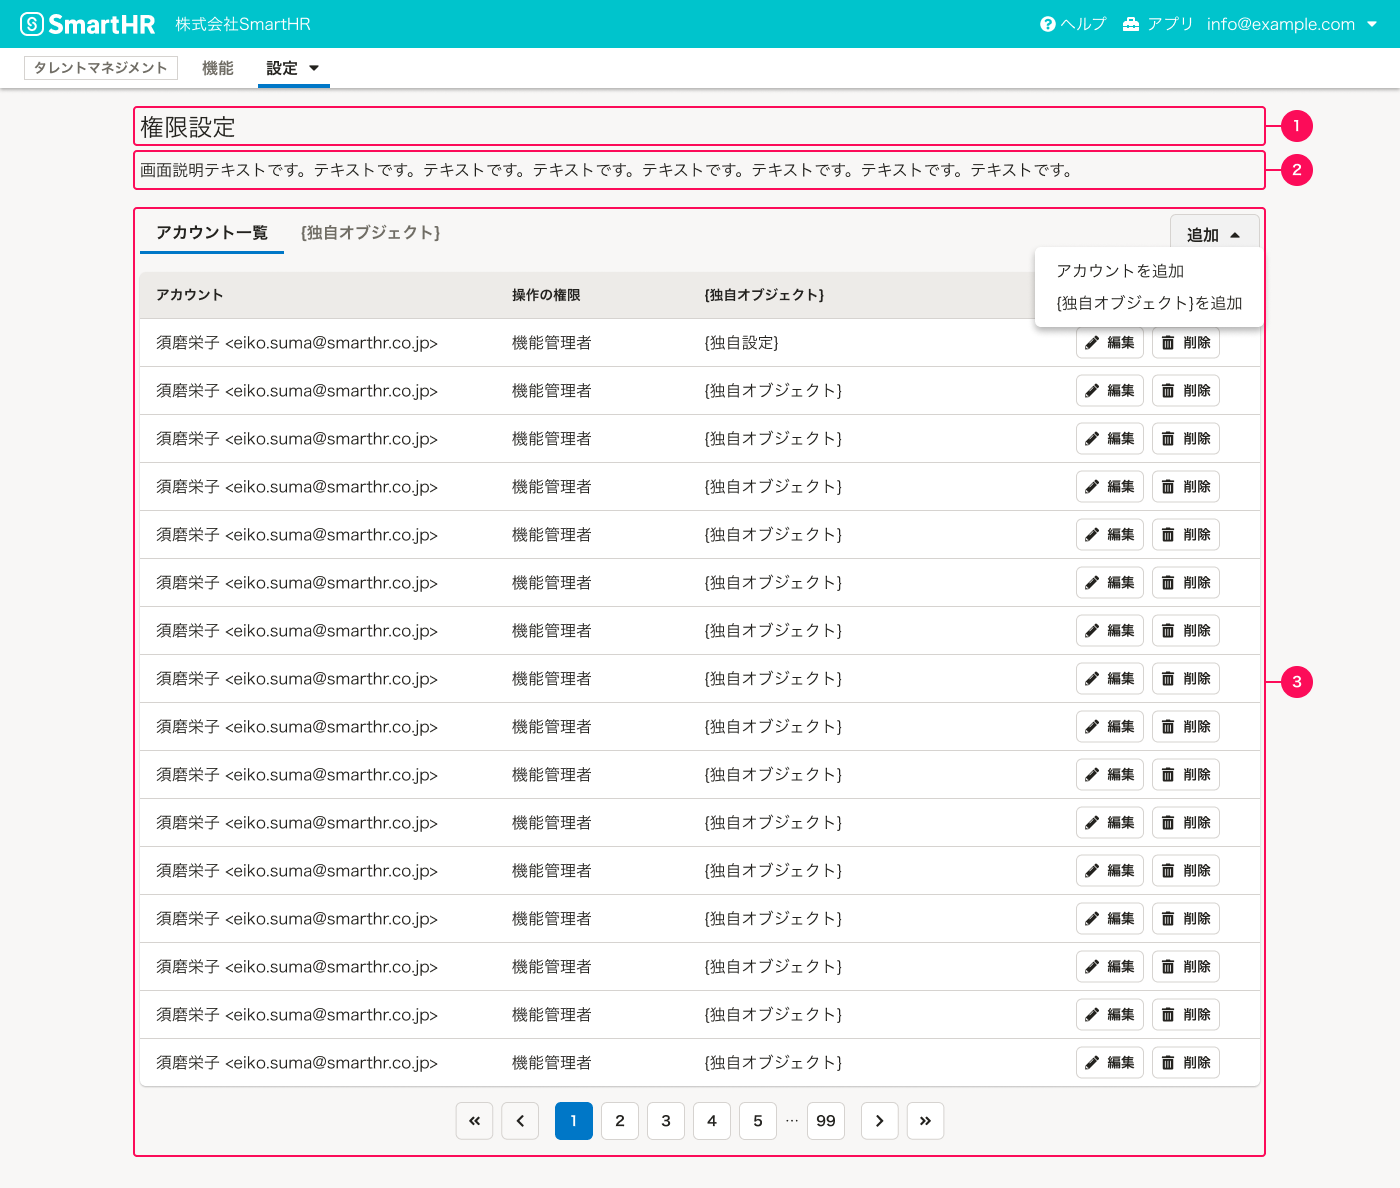 SmartHR 株式会社SmartHR ヘルプ アプリ info@example.com
タレントマネジメント 機能 設定
権限設定 1
画面説明テキストです。テキストです。テキストです。テキストです。テキストです。テキストです。テキストです。テキストです。 2
アカウント一覧 {独自オブジェクト} 追加
アカウントを追加
{独自オブジェクト}を追加
アカウント 操作の権限 {独自オブジェクト}
須磨栄子 <eiko.suma@smarthr.co.jp> 機能管理者 {独自設定} 編集 削除
須磨栄子 <eiko.suma@smarthr.co.jp> 機能管理者 {独自オブジェクト} 編集 削除
須磨栄子 <eiko.suma@smarthr.co.jp> 機能管理者 {独自オブジェクト} 編集 削除
須磨栄子 <eiko.suma@smarthr.co.jp> 機能管理者 {独自オブジェクト} 編集 削除
須磨栄子 <eiko.suma@smarthr.co.jp> 機能管理者 {独自オブジェクト} 編集 削除
須磨栄子 <eiko.suma@smarthr.co.jp> 機能管理者 {独自オブジェクト} 編集 削除
須磨栄子 <eiko.suma@smarthr.co.jp> 機能管理者 {独自オブジェクト} 編集 削除
須磨栄子 <eiko.suma@smarthr.co.jp> 機能管理者 {独自オブジェクト} 編集 削除 3
須磨栄子 <eiko.suma@smarthr.co.jp> 機能管理者 {独自オブジェクト} 編集 削除
須磨栄子 <eiko.suma@smarthr.co.jp> 機能管理者 {独自オブジェクト} 編集 削除
須磨栄子 <eiko.suma@smarthr.co.jp> 機能管理者 {独自オブジェクト} 編集 削除
須磨栄子 <eiko.suma@smarthr.co.jp> 機能管理者 {独自オブジェクト} 編集 削除
須磨栄子 <eiko.suma@smarthr.co.jp> 機能管理者 {独自オブジェクト} 編集 削除
須磨栄子 <eiko.suma@smarthr.co.jp> 機能管理者 {独自オブジェクト} 編集 削除
須磨栄子 <eiko.suma@smarthr.co.jp> 機能管理者 {独自オブジェクト} 編集 削除
須磨栄子 <eiko.suma@smarthr.co.jp> 機能管理者 {独自オブジェクト} 編集 削除
1 2 3 4 5 … 99